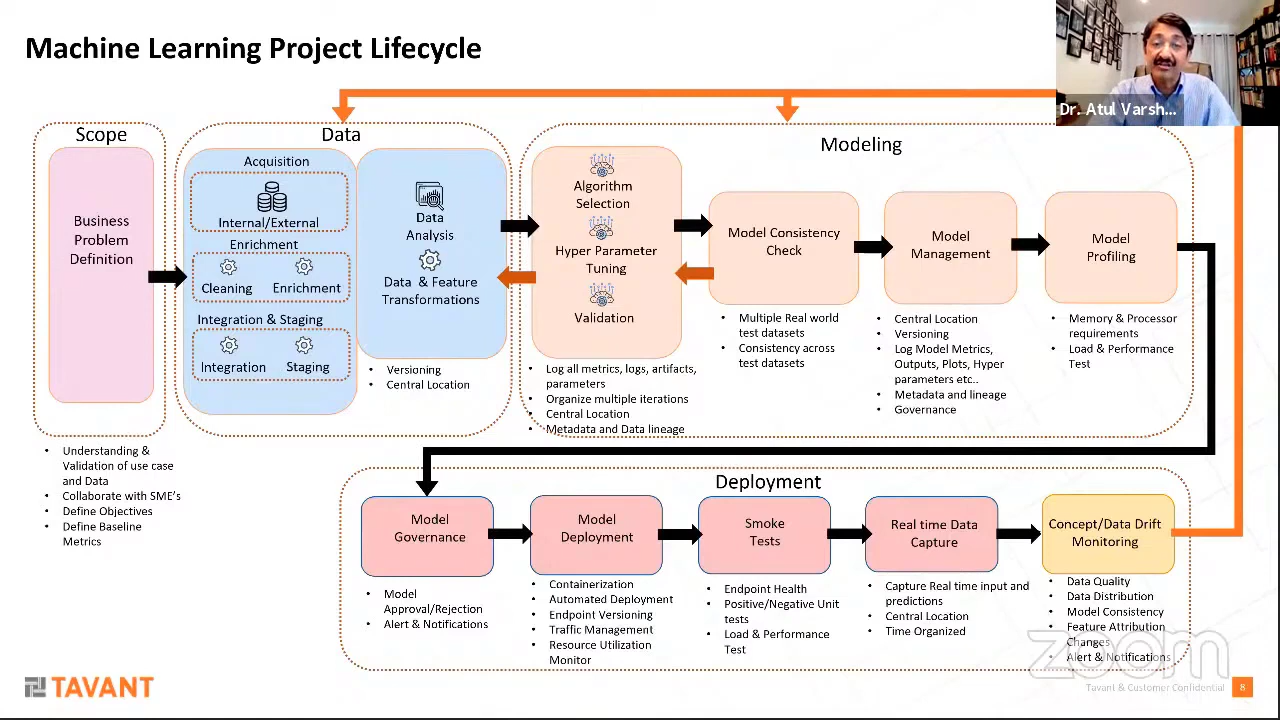 Machine Learning Project Lifecycle
Dr. Atul Varsh...
Scope
Business
Problem
Definition
Understanding &
Validation of use case
and Data
Collaborate with SME's
Define Objectives
Define Baseline
Metrics
Data
Acquisition
Internal/External
Enrichment
Cleaning
Enrichment
Integration & Staging
Integration
Staging
Data
Analysis
Data & Feature
Transformations
Versioning
Central Location
Modeling
Algorithm
Selection
Hyper Parameter
Tuning
Validation
Log all metrics, logs, artifacts,
parameters
Organize multiple iterations
Central Location
Metadata and Data lineage
Model Consistency
Check
Multiple Real world
test datasets
Consistency across
test datasets
Model
Management
Central Location
Versioning
Log Model Metrics,
Outputs, Plots, Hyper
parameters etc..
Metadata and lineage
Governance
Model
Profiling
Memory & Processor
requirements
Load & Performance
Test
Deployment
Model
Governance
Model
Approval/Rejection
Alert & Notifications
Model
Deployment
Containerization
Automated Deployment
Endpoint Versioning
Traffic Management
Resource Utilization
Monitor
Smoke
Tests
Endpoint Health
Positive/Negative Unit
tests
Load & Performance
Test
Real time Data
Capture
Capture Real time input and
predictions
Central Location
Time Organized
Concept/Data Drift
Monitoring
Data Quality
Data Distribution
Model Consistency
Feature Attribution
Changes
Alert & Notifications
zoom
TAVANT
Tavant & Customer Confidential
8